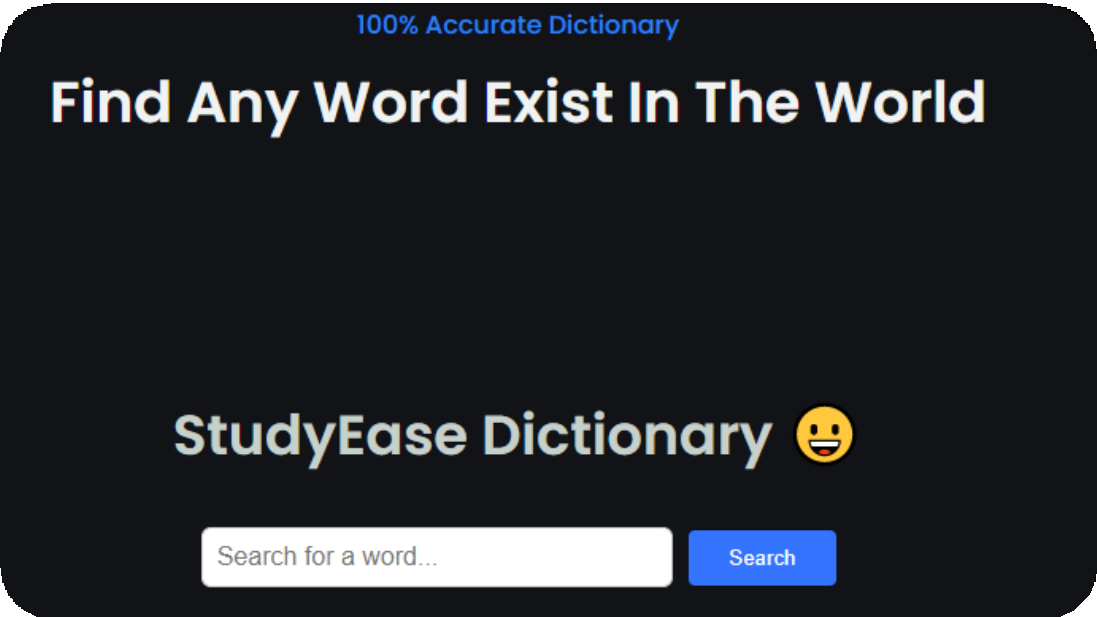 100% Accurate Dictionary
Find Any Word Exist In The World
StudyEase Dictionary 😃
Search for a word...
Search